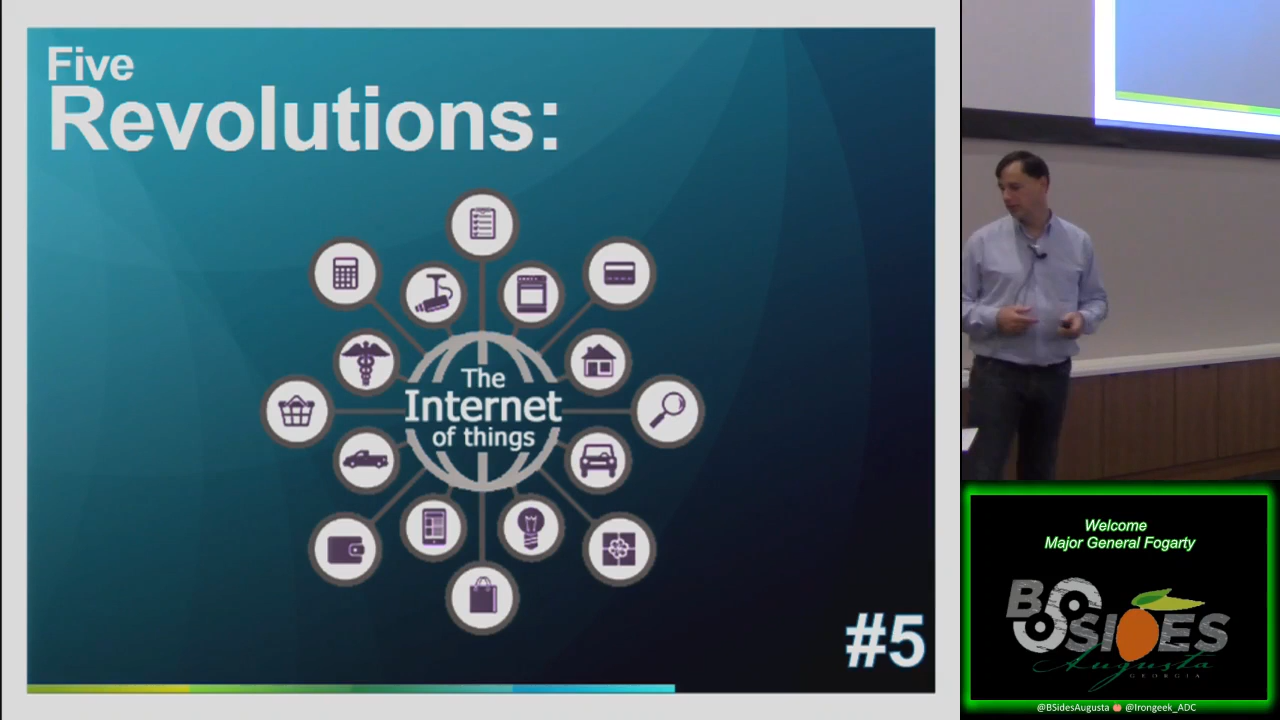 Five
Revolutions:
The
Internet
of things
#5
Welcome
Major General Fogarty
BSIDES
Augusta
GEORGIA
@BSidesAugusta @Irongeek_ADC